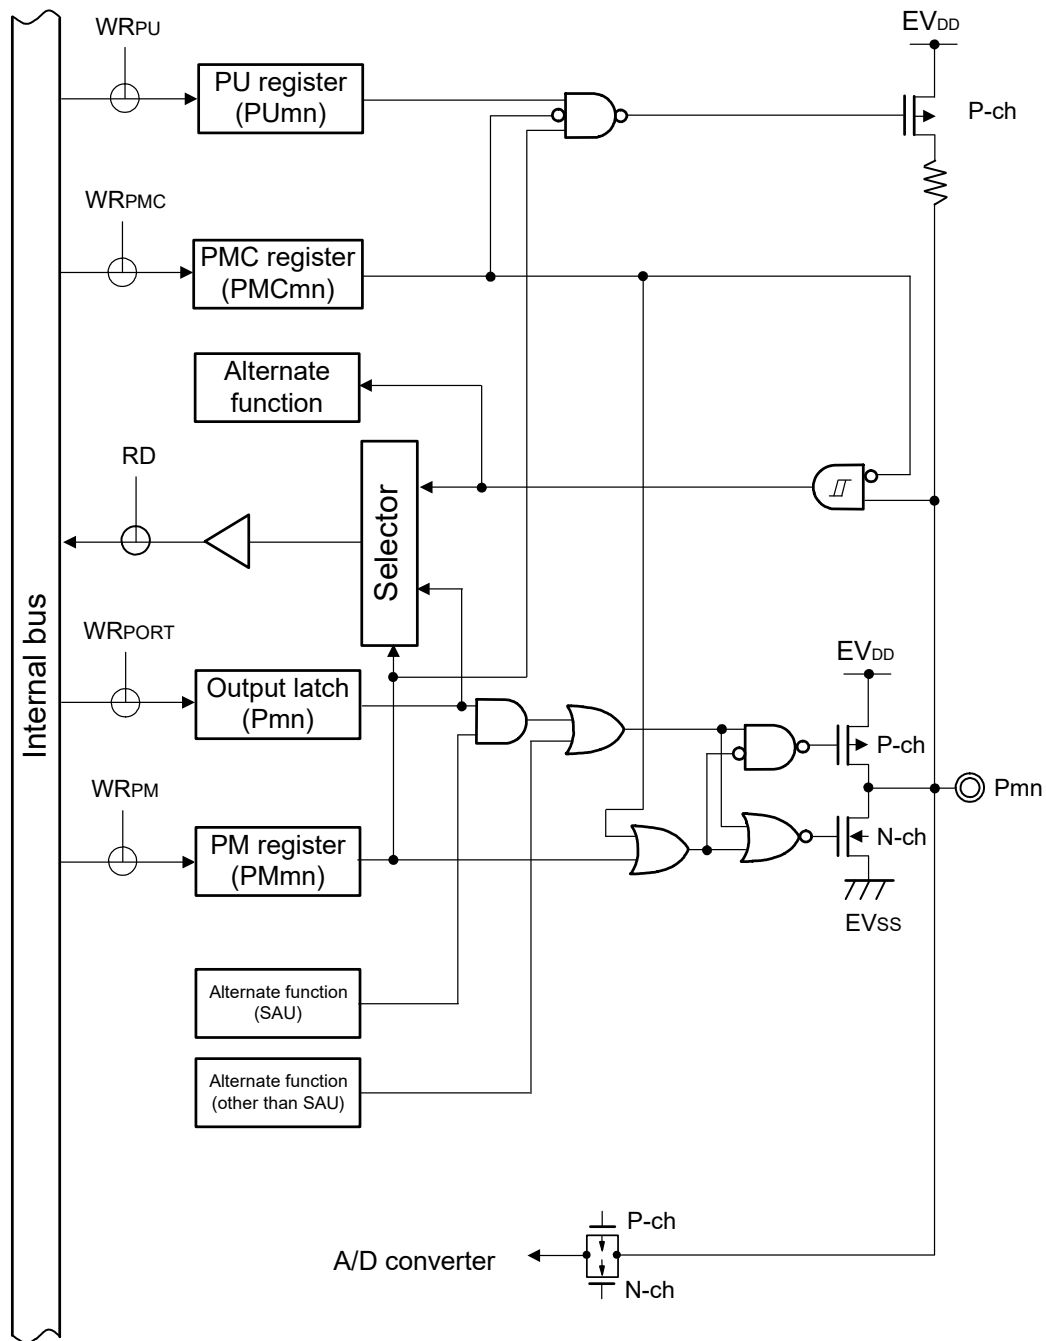 WRPU
EVDD
PU register
(PUmn)
P-ch
WRPMC
PMC register
(PMCmn)
Alternate
function
RD
Selector
Internal bus
WRPORT
Output latch
(Pmn)
EVDD
P-ch
Pmn
WRPM
PM register
(PMmn)
N-ch
EVSS
Alternate function
(SAU)
Alternate function
(other than SAU)
P-ch
A/D converter
N-ch